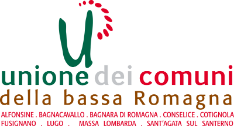 unione dei comuni
della bassa Romagna
ALFONSINE . BAGNACAVALLO . BAGNARA DI ROMAGNA . CONSELICE . COTIGNOLA
FUSIGNANO . LUGO . MASSA LOMBARDA . SANT'AGATA SUL SANTERNO